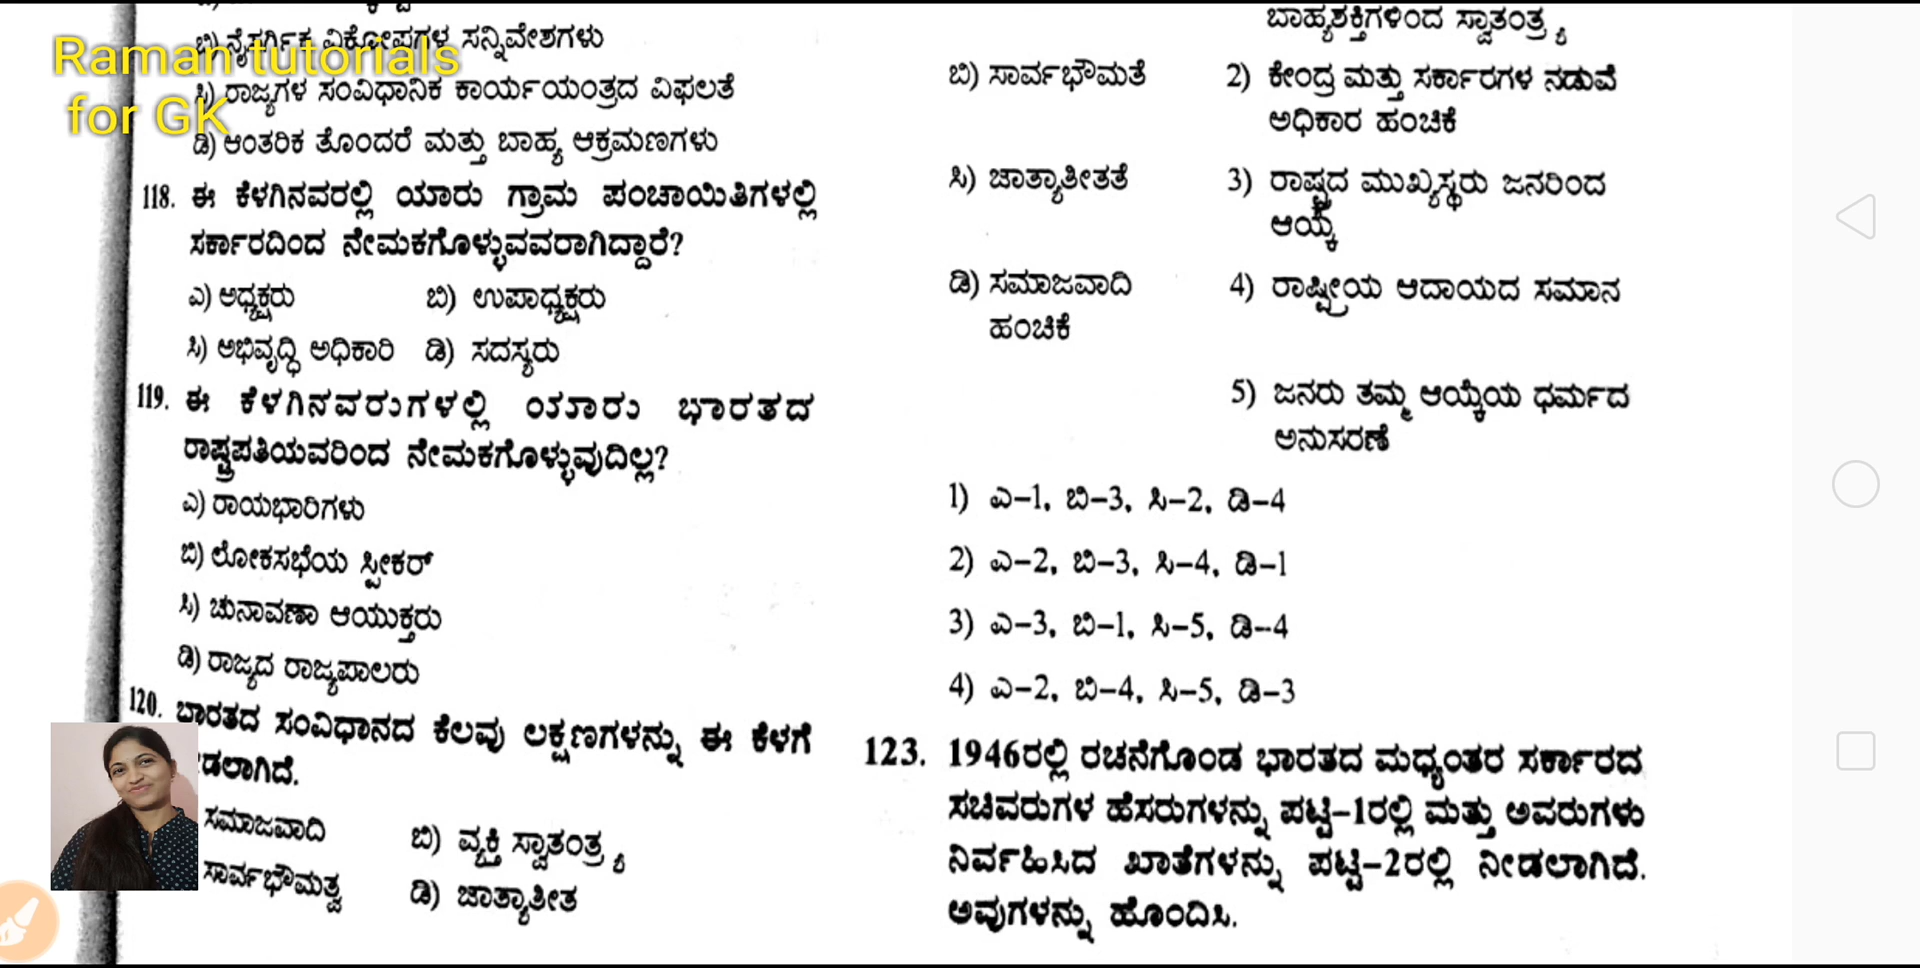 Raman tutorials
for GK
ಬಿ) ನೈಸರ್ಗಿಕ ವಿಕೋಪಗಳ ಸನ್ನಿವೇಶಗಳು
ಸಿ) ರಾಜ್ಯಗಳ ಸಂವಿಧಾನಿಕ ಕಾರ್ಯಯಂತ್ರದ ವಿಫಲತೆ
ಡಿ) ಆಂತರಿಕ ತೊಂದರೆ ಮತ್ತು ಬಾಹ್ಯ ಆಕ್ರಮಣಗಳು
118. ಈ ಕೆಳಗಿನವರಲ್ಲಿ ಯಾರು ಗ್ರಾಮ ಪಂಚಾಯಿತಿಗಳಲ್ಲಿ
ಸರ್ಕಾರದಿಂದ ನೇಮಕಗೊಳ್ಳುವವರಾಗಿದ್ದಾರೆ?
ಎ) ಅಧ್ಯಕ್ಷರು ಬಿ) ಉಪಾಧ್ಯಕ್ಷರು
ಸಿ) ಅಭಿವೃದ್ಧಿ ಅಧಿಕಾರಿ ಡಿ) ಸದಸ್ಯರು
119. ಈ ಕೆಳಗಿನವರುಗಳಲ್ಲಿ ಯಾರು ಭಾರತದ
ರಾಷ್ಟ್ರಪತಿಯವರಿಂದ ನೇಮಕಗೊಳ್ಳುವುದಿಲ್ಲ?
ಎ) ರಾಯಭಾರಿಗಳು
ಬಿ) ಲೋಕಸಭೆಯ ಸ್ಪೀಕರ್
ಸಿ) ಚುನಾವಣಾ ಆಯುಕ್ತರು
ಡಿ) ರಾಜ್ಯದ ರಾಜ್ಯಪಾಲರು
120. ಭಾರತದ ಸಂವಿಧಾನದ ಕೆಲವು ಲಕ್ಷಣಗಳನ್ನು ಈ ಕೆಳಗೆ
ಡಲಾಗಿದೆ.
ಸಮಾಜವಾದಿ ಬಿ) ವ್ಯಕ್ತಿ ಸ್ವಾತಂತ್ರ್ಯ
ಸಾರ್ವಭೌಮತ್ವ ಡಿ) ಜಾತ್ಯಾತೀತ
ಬಾಹ್ಯಶಕ್ತಿಗಳಿಂದ ಸ್ವಾತಂತ್ರ್ಯ
ಬಿ) ಸಾರ್ವಭೌಮತೆ 2) ಕೇಂದ್ರ ಮತ್ತು ಸರ್ಕಾರಗಳ ನಡುವೆ
ಅಧಿಕಾರ ಹಂಚಿಕೆ
ಸಿ) ಜಾತ್ಯಾತೀತತೆ 3) ರಾಷ್ಟ್ರದ ಮುಖ್ಯಸ್ಥರು ಜನರಿಂದ
ಆಯ್ಕೆ
ಡಿ) ಸಮಾಜವಾದಿ 4) ರಾಷ್ಟ್ರೀಯ ಆದಾಯದ ಸಮಾನ
ಹಂಚಿಕೆ
5) ಜನರು ತಮ್ಮ ಆಯ್ಕೆಯ ಧರ್ಮದ
ಅನುಸರಣೆ
1) ಎ-1, ಬಿ-3, ಸಿ-2, ಡಿ-4
2) ಎ-2, ಬಿ-3, ಸಿ-4, ಡಿ-1
3) ಎ-3, ಬಿ-1, ಸಿ-5, ಡಿ-4
4) ಎ-2, ಬಿ-4, ಸಿ-5, ಡಿ-3
123. 1946ರಲ್ಲಿ ರಚನೆಗೊಂಡ ಭಾರತದ ಮಧ್ಯಂತರ ಸರ್ಕಾರದ
ಸಚಿವರುಗಳ ಹೆಸರುಗಳನ್ನು ಪಟ್ಟಿ-1ರಲ್ಲಿ ಮತ್ತು ಅವರುಗಳು
ನಿರ್ವಹಿಸಿದ ಖಾತೆಗಳನ್ನು ಪಟ್ಟಿ-2ರಲ್ಲಿ ನೀಡಲಾಗಿದೆ.
ಅವುಗಳನ್ನು ಹೊಂದಿಸಿ.